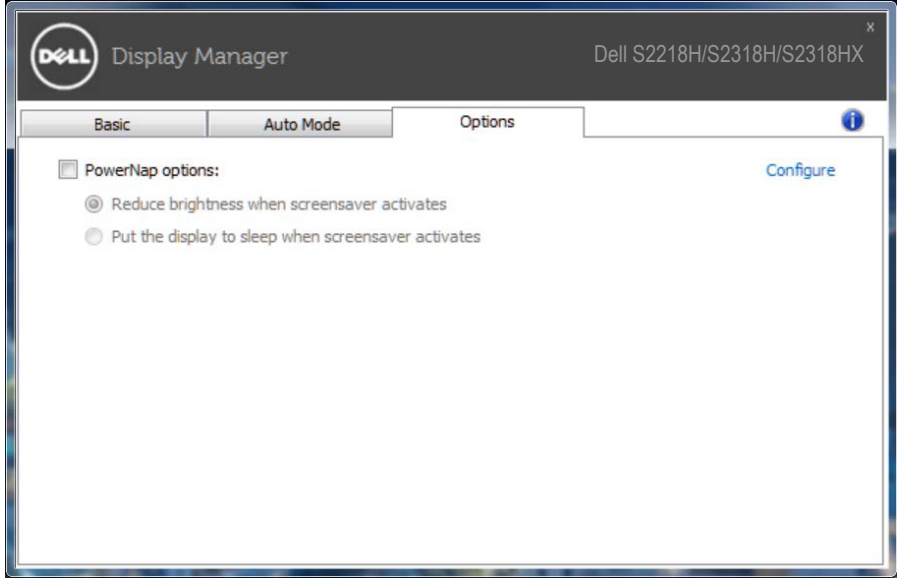 x
DELL Display Manager Dell S2218H/S2318H/S2318HX
Basic Auto Mode Options i
PowerNap options: Configure
Reduce brightness when screensaver activates
Put the display to sleep when screensaver activates